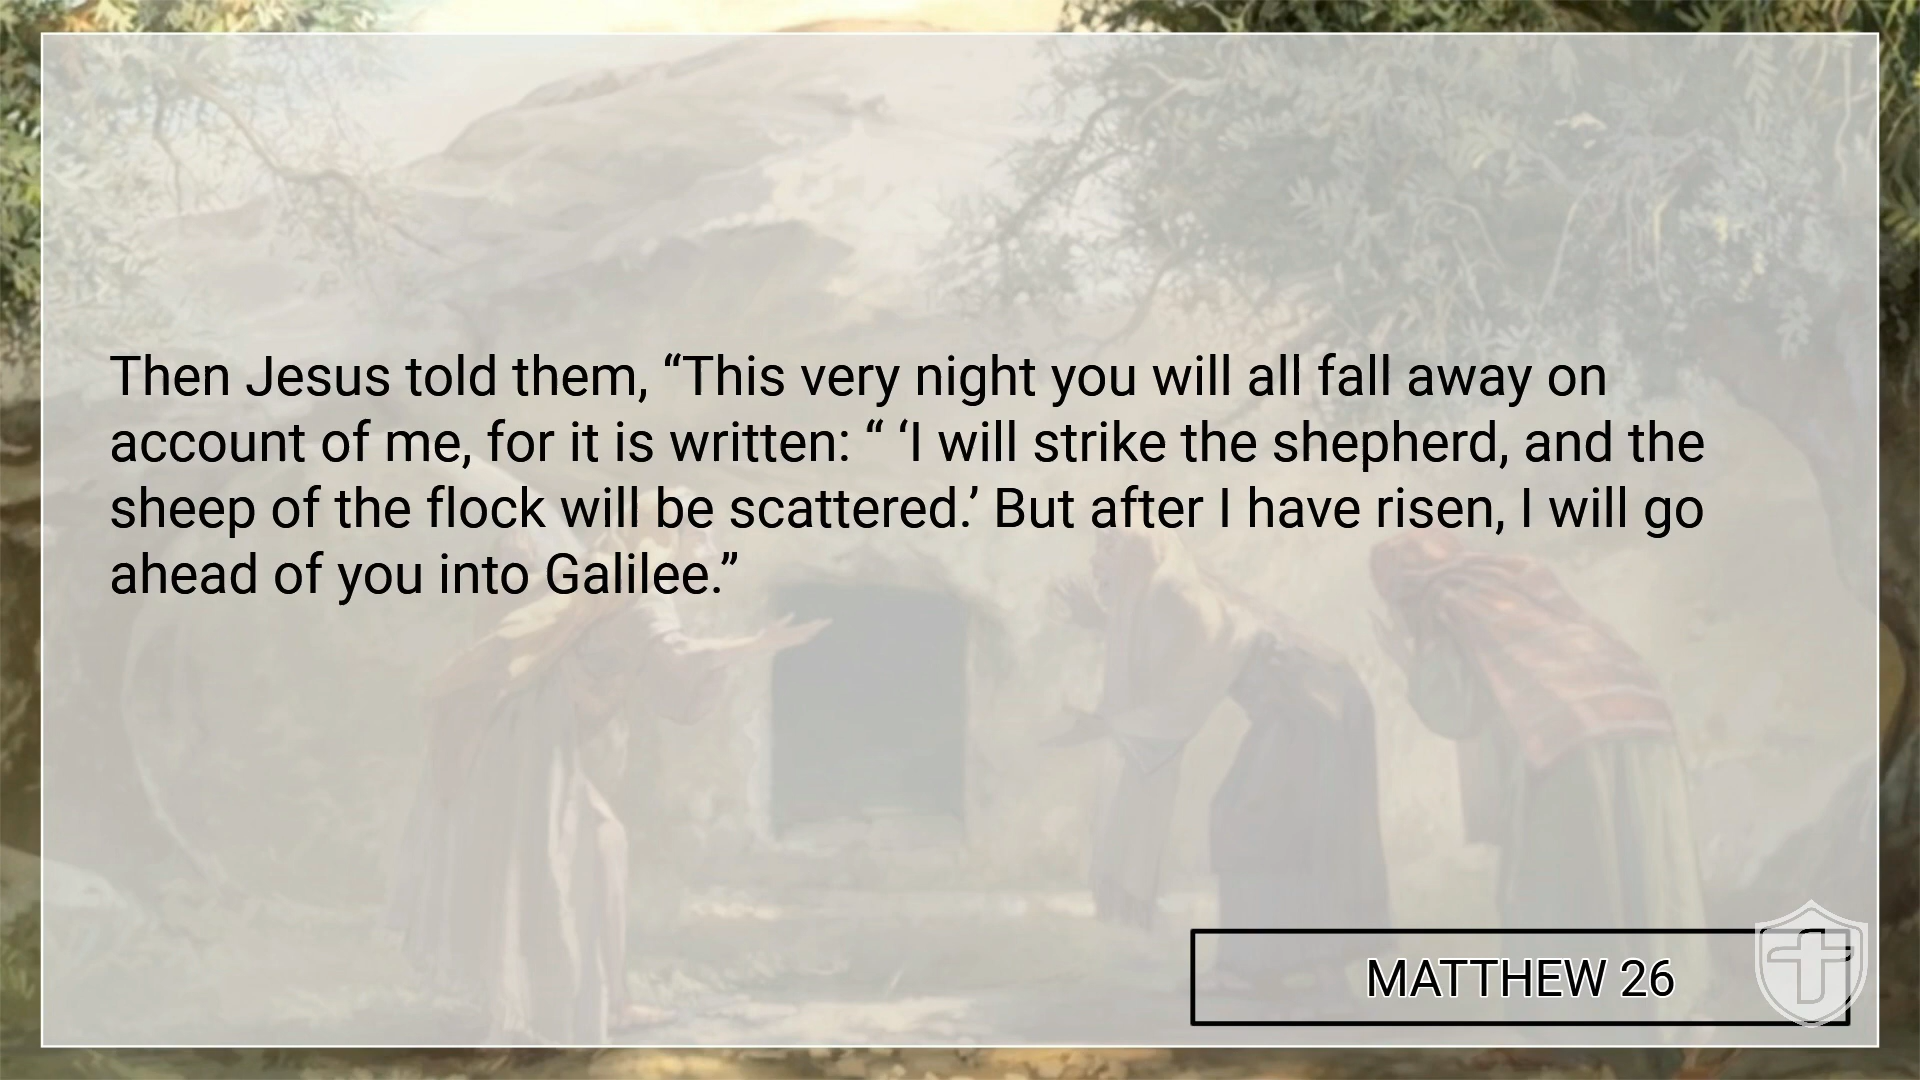 Then Jesus told them, “This very night you will all fall away on
account of me, for it is written: “ ‘I will strike the shepherd, and the
sheep of the flock will be scattered.’ But after I have risen, I will go
ahead of you into Galilee.”
MATTHEW 26